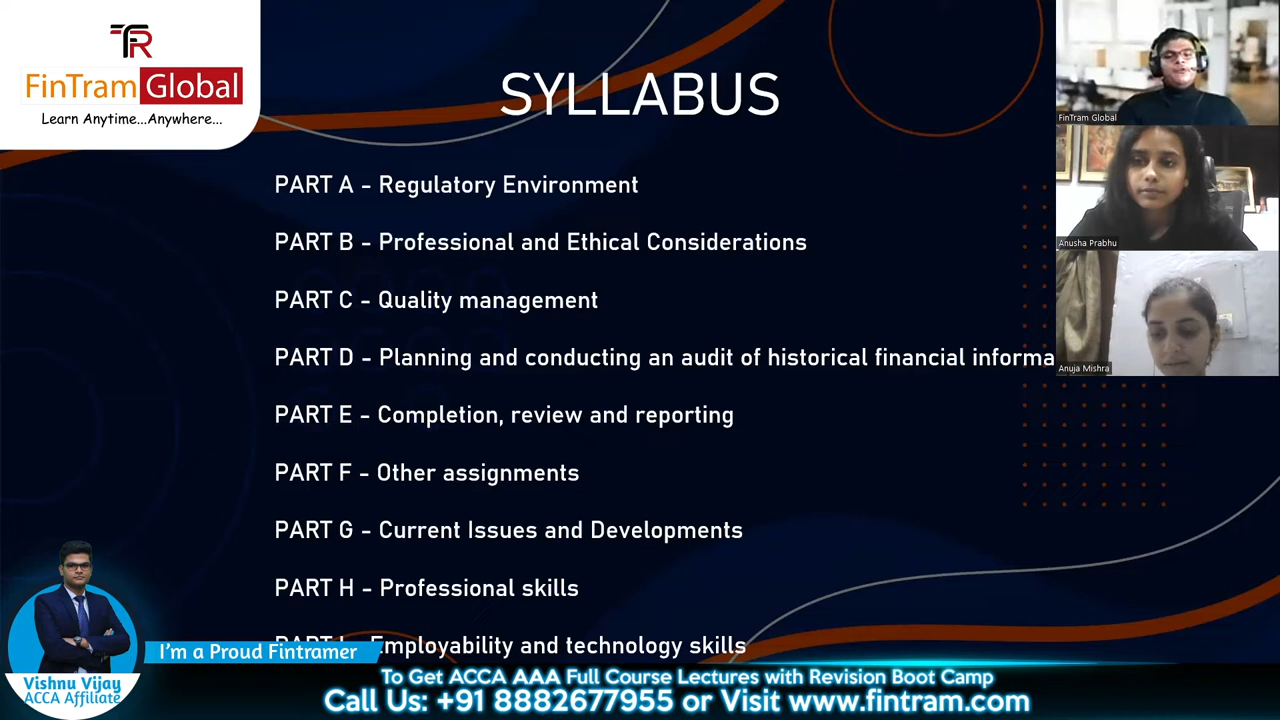 FR
FinTram Global
Learn Anytime...Anywhere...
SYLLABUS
PART A - Regulatory Environment
PART B - Professional and Ethical Considerations
PART C - Quality management
PART D - Planning and conducting an audit of historical financial informa
PART E - Completion, review and reporting
PART F - Other assignments
PART G - Current Issues and Developments
PART H - Professional skills
Employability and technology skills
FinTram Global
Anusha Prabhu
Anuja Mishra
I'm a Proud Fintramer
Vishnu Vijay
ACCA Affiliate
To Get ACCA AAA Full Course Lectures with Revision Boot Camp
Call Us: +91 8882677955 or Visit www.fintram.com